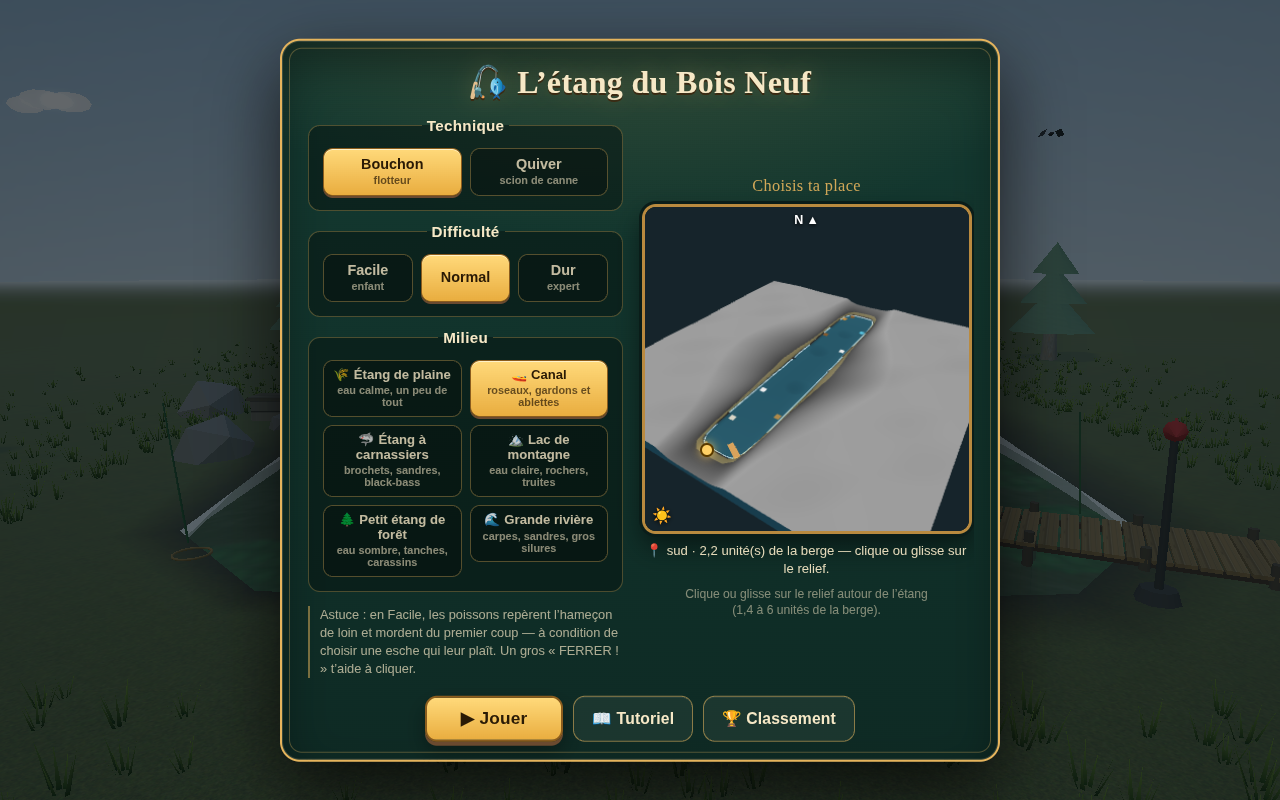 L’étang du Bois Neuf
Technique
Bouchon
flotteur
Quiver
scion de canne
Difficulté
Facile
enfant
Normal
Dur
expert
Milieu
Étang de plaine
eau calme, un peu de
tout
Canal
roseaux, gardons et
ablettes
Étang à
carnassiers
brochets, sandres,
black-bass
Lac de
montagne
eau claire, rochers,
truites
Petit étang de
forêt
eau sombre, tanches,
carassins
Grande rivière
carpes, sandres, gros
silures
Astuce : en Facile, les poissons repèrent l’hameçon
de loin et mordent du premier coup — à condition de
choisir une esche qui leur plaît. Un gros « FERRER !
» t’aide à cliquer.
Choisis ta place
N ▲
sud · 2,2 unité(s) de la berge — clique ou glisse sur
le relief.
Clique ou glisse sur le relief autour de l’étang
(1,4 à 6 unités de la berge).
▶ Jouer
Tutoriel
Classement